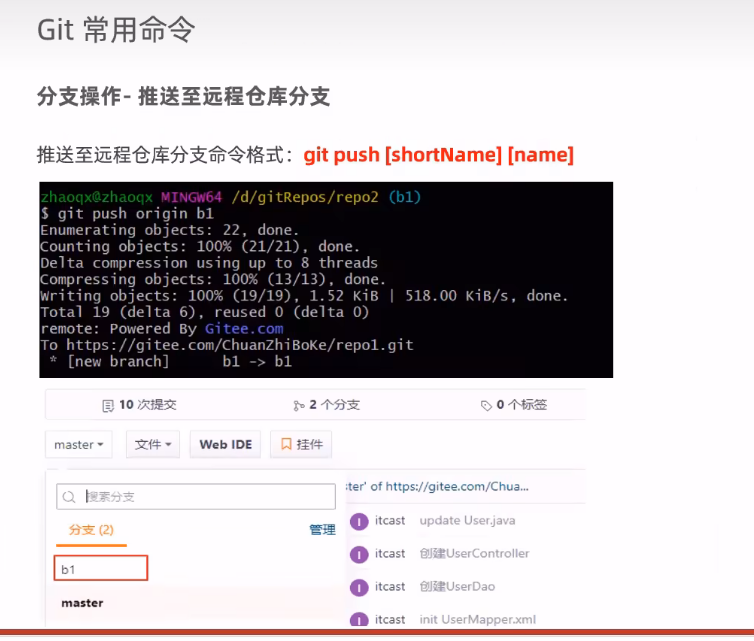 Git 常用命令
分支操作- 推送至远程仓库分支
推送至远程仓库分支命令格式：git push [shortName] [name]
zhaoqx@zhaoqx MINGW64 /d/gitRepos/repo2 (b1)
$ git push origin b1
Enumerating objects: 22, done.
Counting objects: 100% (21/21), done.
Delta compression using up to 8 threads
Compressing objects: 100% (13/13), done.
Writing objects: 100% (19/19), 1.52 KiB | 518.00 KiB/s, done.
Total 19 (delta 6), reused 0 (delta 0)
remote: Powered By Gitee.com
To https://gitee.com/ChuanZhiBoKe/repo1.git
 * [new branch]      b1 -> b1
10 次提交 2 个分支 0 个标签
master 文件 Web IDE 挂件
ster' of https://gitee.com/Chua...
搜索分支
分支 (2) 管理
I itcast update User.java
b1
I itcast 创建UserController
I itcast 创建UserDao
master
I itcast init UserMapper.xml